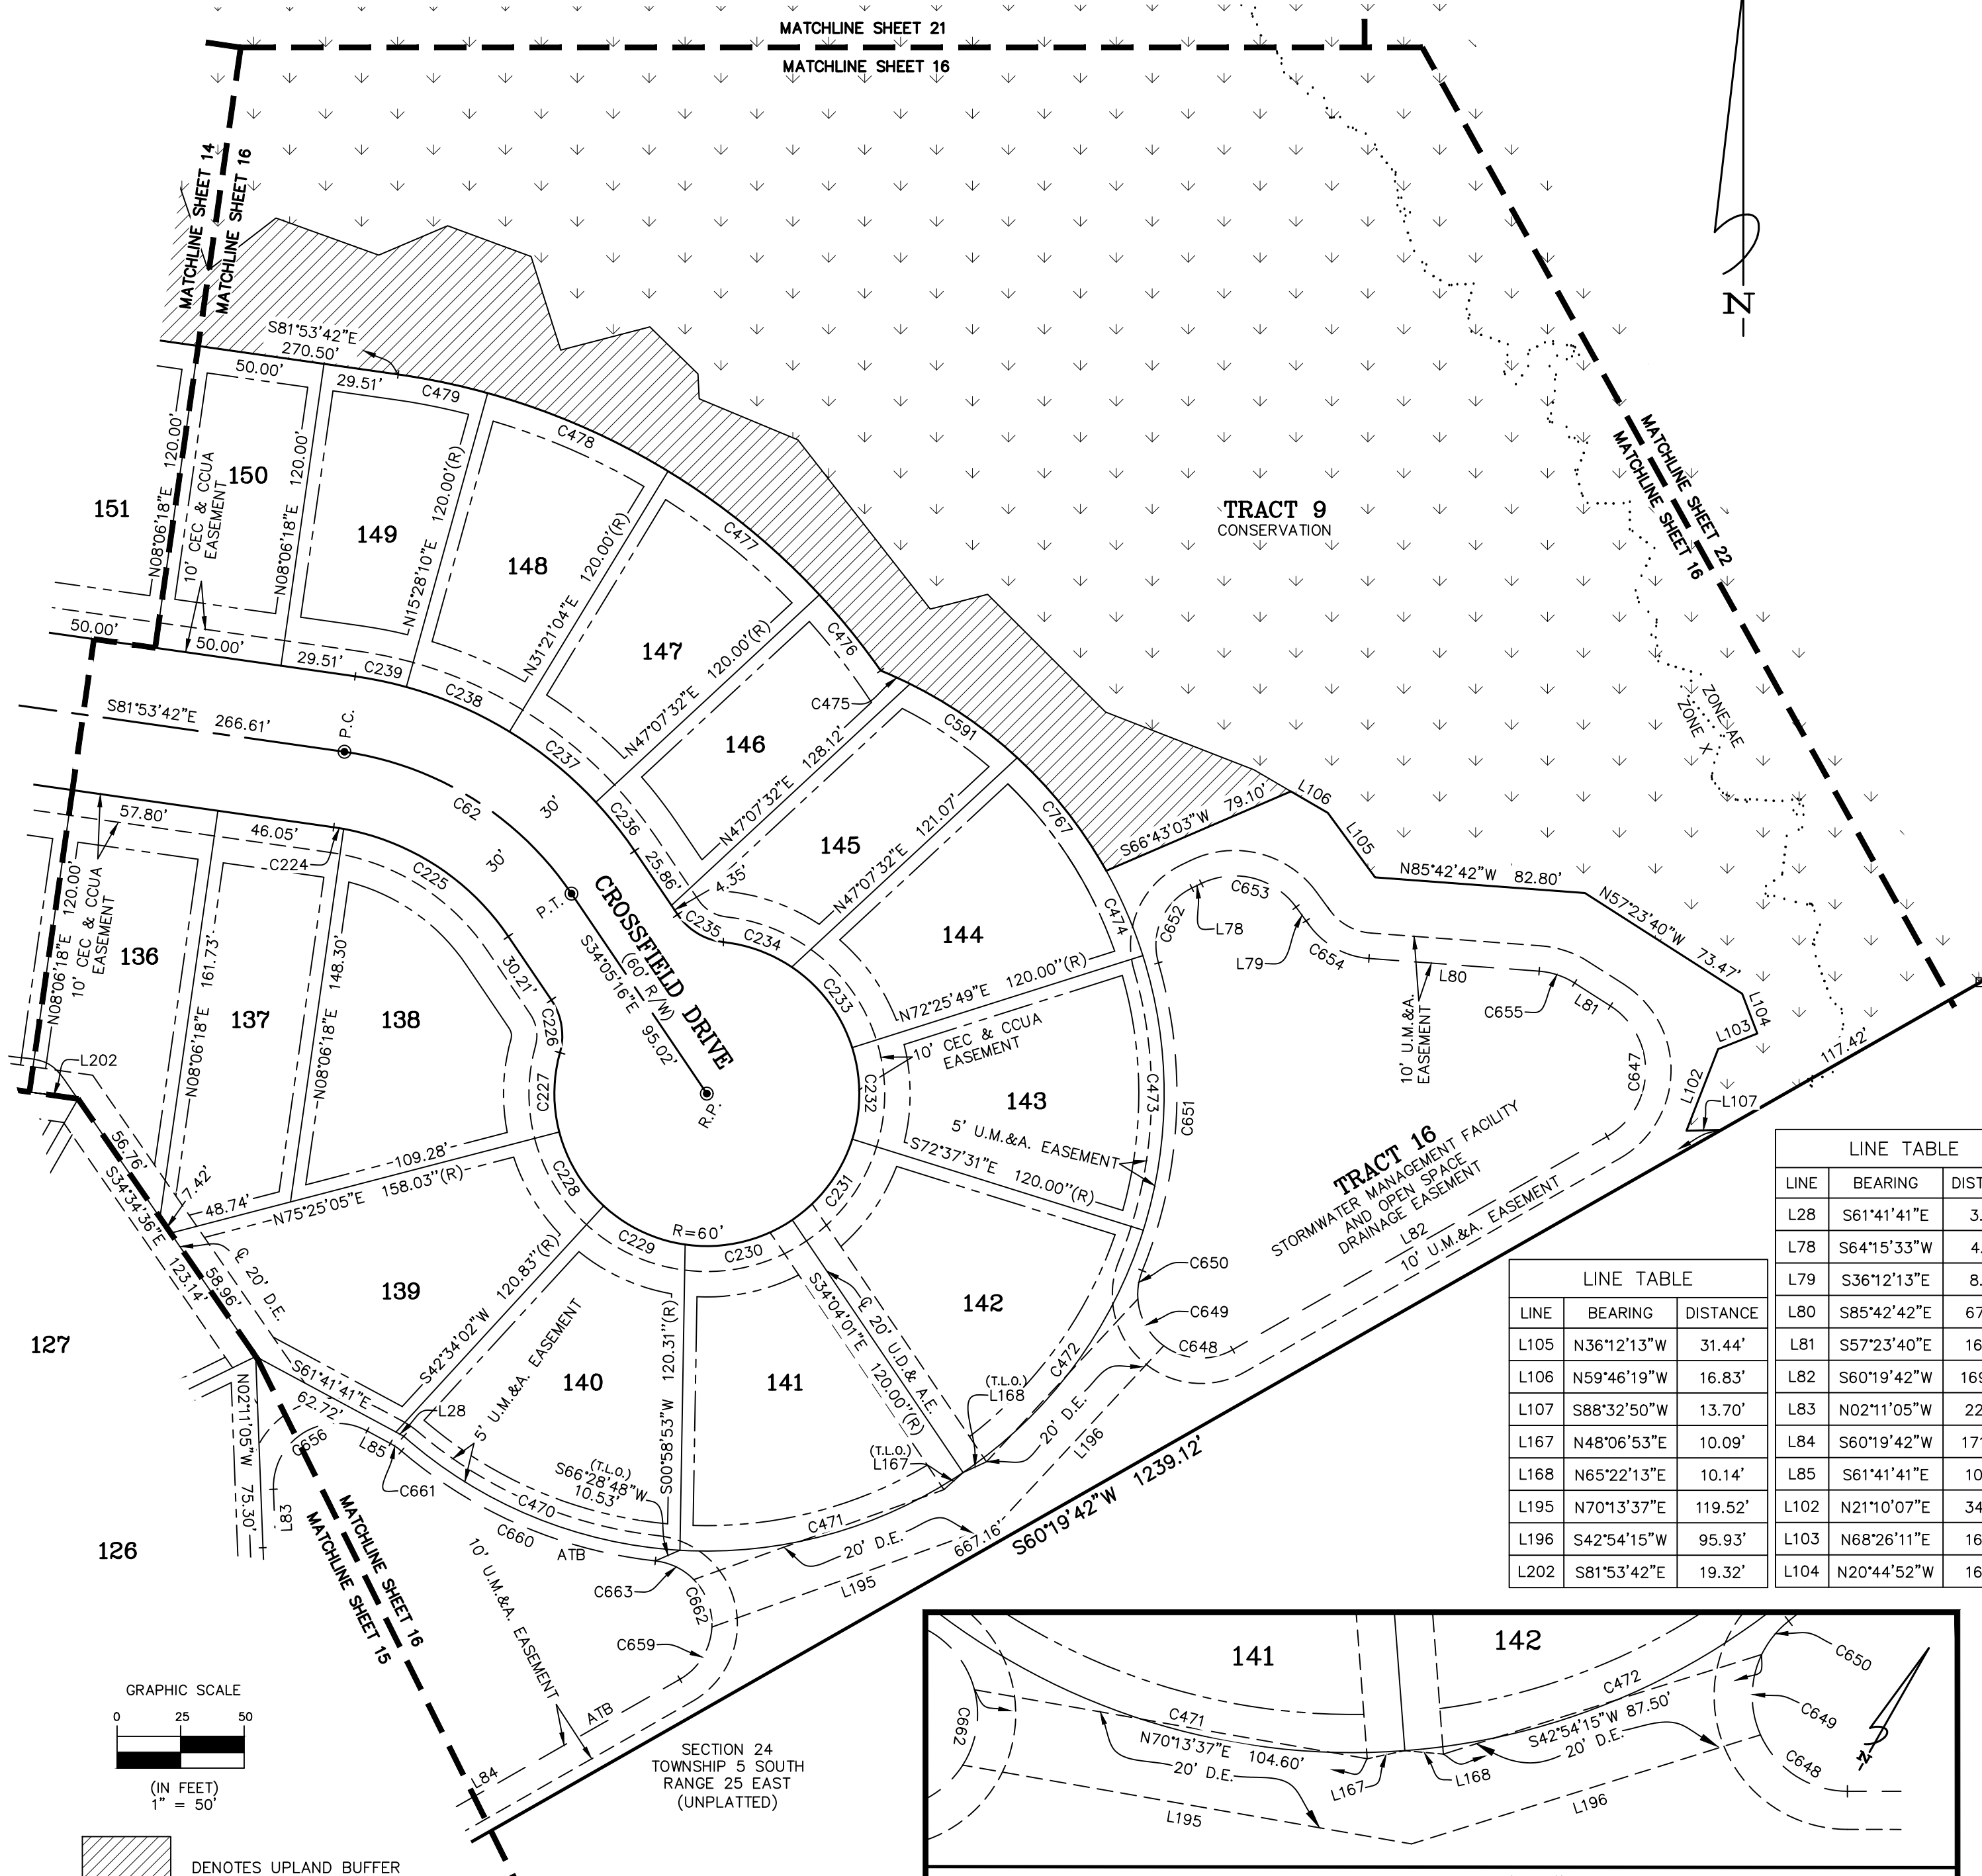 MATCHLINE SHEET 21
MATCHLINE SHEET 16
MATCHLINE SHEET 14
MATCHLINE SHEET 16
N
S81°53'42"E
270.50'
50.00'
29.51'
C479
C478
C477
C476
C475
151
N08°06'18"E 120.00'
10' CEC & CCUA
EASEMENT
150
N08°06'18"E 120.00'
149
N15°28'10"E 120.00'(R)
148
N31°21'04"E 120.00'(R)
147
N47°07'32"E 120.00'(R)
146
N47°07'32"E 128.12'
145
N47°07'32"E 121.07'
144
TRACT 9
CONSERVATION
MATCHLINE SHEET 22
MATCHLINE SHEET 16
ZONE AE
ZONE X
50.00'
50.00'
29.51'
C239
C238
C237
C236
25.86'
4.35'
C235
C234
C233
C232
C231
C591
C767
C474
S66°43'03"W 79.10'
L106
L105
N85°42'42"W 82.80'
N57°23'40"W 73.47'
L104
L103
L102
L107
117.42'
S81°53'42"E 266.61'
P.C.
C62
30'
30'
P.T.
CROSSFIELD DRIVE
(60' R/W)
S34°05'16"E 95.02'
R.P.
R=60'
57.80'
46.05'
C224
C225
30.21'
C226
C227
C228
C229
C230
N08°06'18"E 120.00'
10' CEC & CCUA
EASEMENT
136
N08°06'18"E 161.73'
137
N08°06'18"E 148.30'
138
L202
56.76'
S34°34'36"E
123.14'
7.42'
48.74'
109.28'
N75°25'05"E 158.03''(R)
58.96'
℄ 20' D.E.
139
S42°34'02"W 120.83''(R)
140
5' U.M.&A. EASEMENT
S00°58'53"W 120.31''(R)
141
S34°04'01"E 120.00''(R)
℄ 20' U.D.& A.E.
142
N72°25'49"E 120.00''(R)
10' CEC & CCUA
EASEMENT
143
5' U.M.&A. EASEMENT
S72°37'31"E 120.00''(R)
C473
C651
C652
C653
L78
L79
C654
L80
10' U.M.&A.
EASEMENT
C655
L81
C647
TRACT 16
STORMWATER MANAGEMENT FACILITY
AND OPEN SPACE
DRAINAGE EASEMENT
L82
10' U.M.&A. EASEMENT
C650
C649
C648
C472
(T.L.O.)
L168
(T.L.O.)
L167
20' D.E.
L196
S60°19'42"W 1239.12'
667.16'
127
126
S61°41'41"E
62.72'
L28
N02°11'05"W 75.30'
C656
L85
L83
C661
C470
C660
ATB
(T.L.O.)
S66°28'48"W
10.53'
C471
20' D.E.
L195
C663
C662
C659
10' U.M.&A. EASEMENT
ATB
L84
MATCHLINE SHEET 16
MATCHLINE SHEET 15
GRAPHIC SCALE
0 25 50
(IN FEET)
1" = 50'
DENOTES UPLAND BUFFER
SECTION 24
TOWNSHIP 5 SOUTH
RANGE 25 EAST
(UNPLATTED)
LINE TABLE
LINE BEARING DISTANCE
L105 N36°12'13"W 31.44'
L106 N59°46'19"W 16.83'
L107 S88°32'50"W 13.70'
L167 N48°06'53"E 10.09'
L168 N65°22'13"E 10.14'
L195 N70°13'37"E 119.52'
L196 S42°54'15"W 95.93'
L202 S81°53'42"E 19.32'
LINE TABLE
LINE BEARING DIST
L28 S61°41'41"E 3.
L78 S64°15'33"W 4.
L79 S36°12'13"E 8.
L80 S85°42'42"E 67
L81 S57°23'40"E 16
L82 S60°19'42"W 169
L83 N02°11'05"W 22
L84 S60°19'42"W 171
L85 S61°41'41"E 10
L102 N21°10'07"E 34
L103 N68°26'11"E 16
L104 N20°44'52"W 16
141
142
C662
C471
N70°13'37"E 104.60'
20' D.E.
L195
L167
L168
C472
S42°54'15"W 87.50'
20' D.E.
L196
C650
C649
C648
N